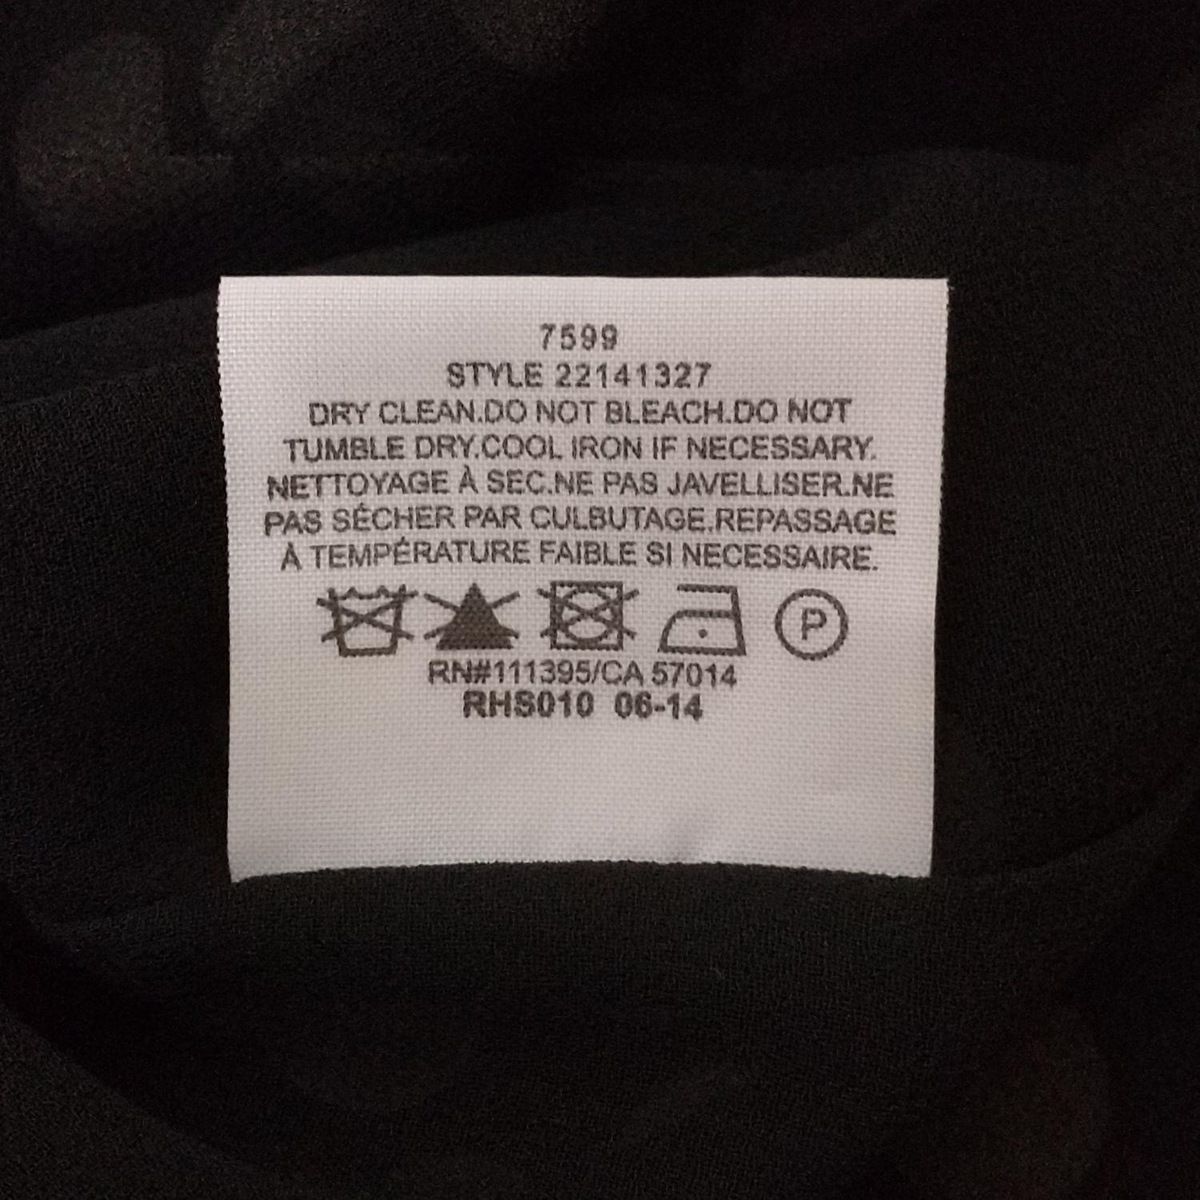 7599
STYLE 22141327
DRY CLEAN.DO NOT BLEACH.DO NOT
TUMBLE DRY.COOL IRON IF NECESSARY.
NETTOYAGE À SEC.NE PAS JAVELLISER.NE
PAS SÉCHER PAR CULBUTAGE.REPASSAGE
À TEMPÉRATURE FAIBLE SI NECESSAIRE.
P
RN#111395/CA 57014
RHS010 06-14